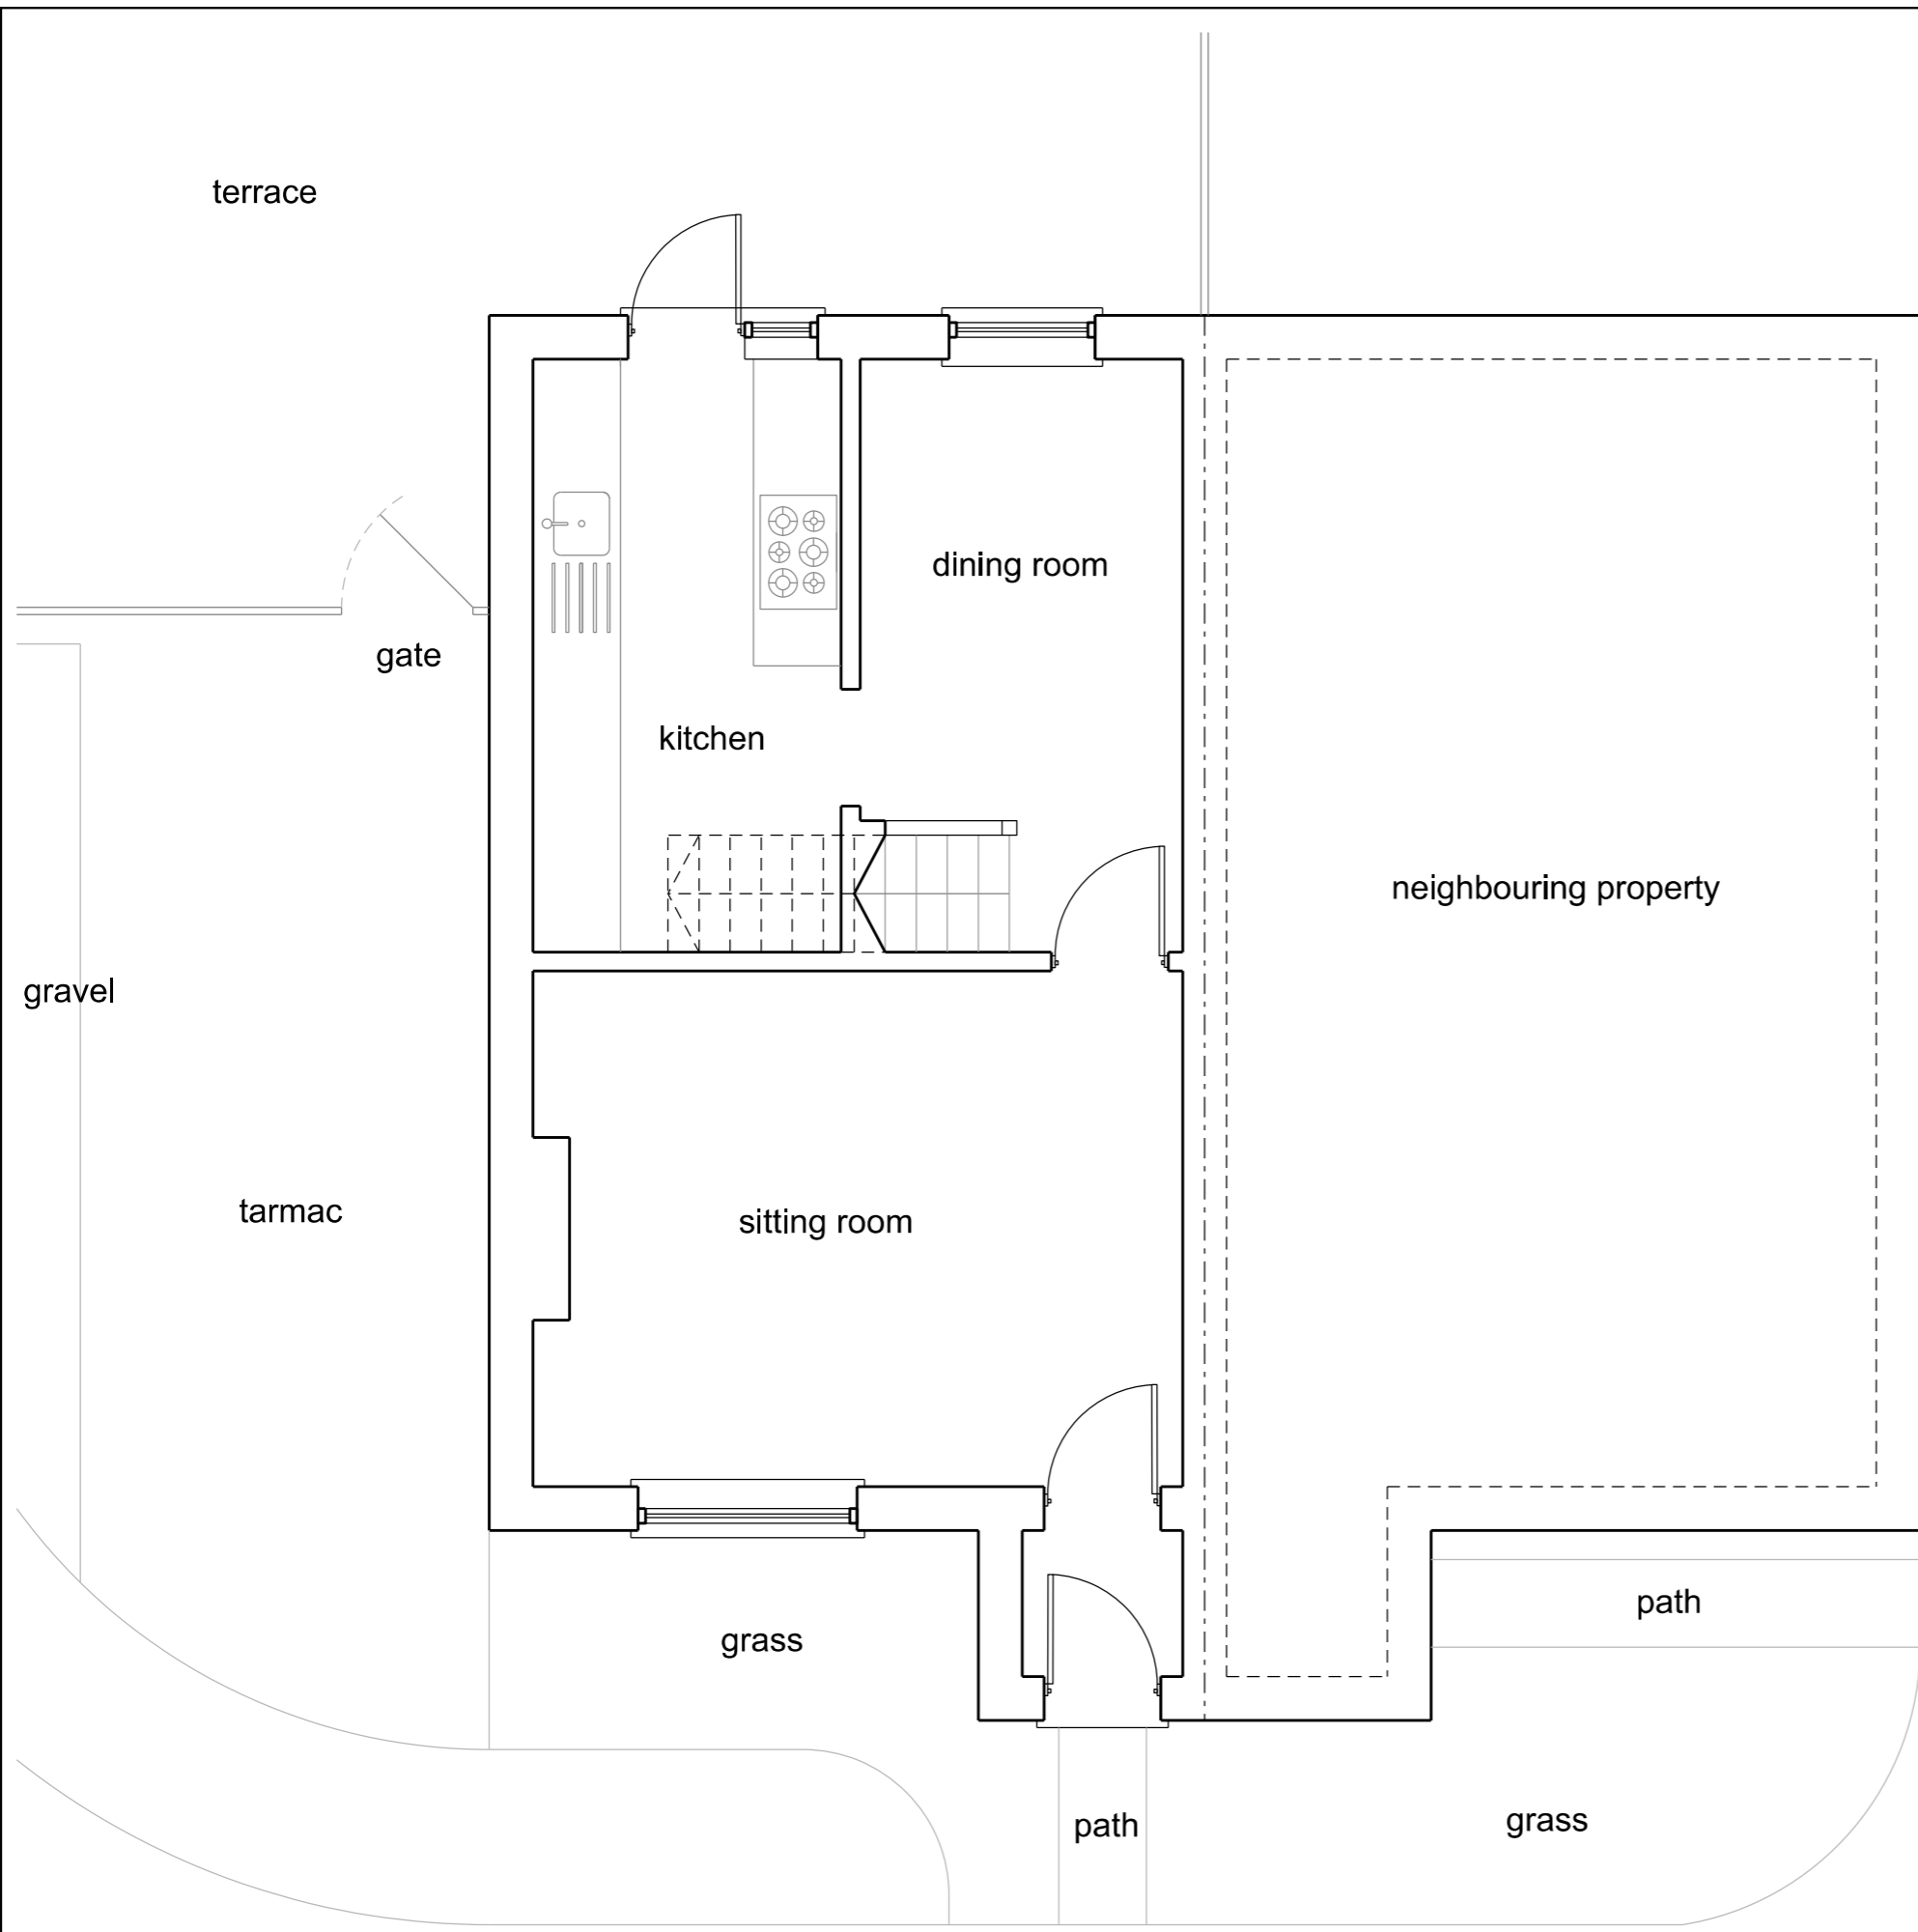 terrace
dining room
gate
kitchen
neighbouring property
gravel
tarmac
sitting room
path
grass
path
grass